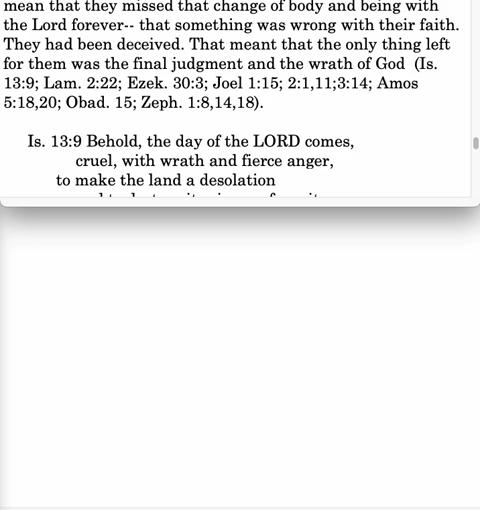 mean that they missed that change of body and being with
the Lord forever-- that something was wrong with their faith.
They had been deceived. That meant that the only thing left
for them was the final judgment and the wrath of God (Is.
13:9; Lam. 2:22; Ezek. 30:3; Joel 1:15; 2:1,11;3:14; Amos
5:18,20; Obad. 15; Zeph. 1:8,14,18).
Is. 13:9 Behold, the day of the LORD comes,
cruel, with wrath and fierce anger,
to make the land a desolation